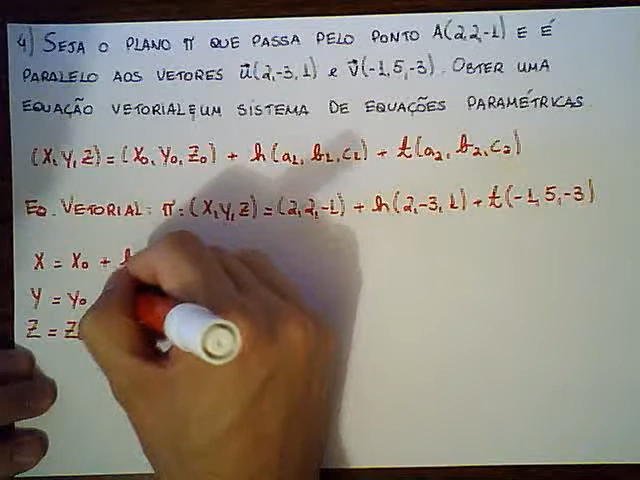 4) SEJA O PLANO π QUE PASSA PELO PONTO A(2,2,-1) E É
PARALELO AOS VETORES u⃗(2,-3,1) E v⃗(-1,5,-3). OBTER UMA
EQUAÇÃO VETORIAL E UM SISTEMA DE EQUAÇÕES PARAMÉTRICAS.
(X,Y,Z)=(X₀,Y₀,Z₀) + h(a₁,b₁,c₁) + t(a₂,b₂,c₂)
EQ. VETORIAL: π:(X,Y,Z)=(2,2,-1)+h(2,-3,1)+t(-1,5,-3)
X = X₀ +
Y = Y₀
Z = Z